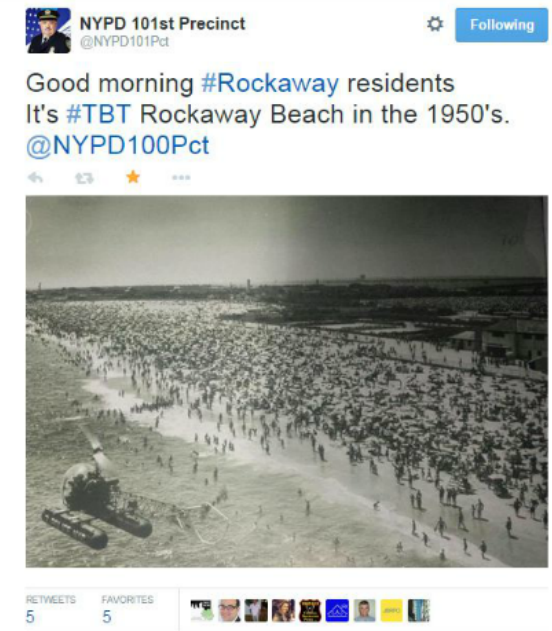 NYPD 101st Precinct
@NYPD101Pct
Following
Good morning #Rockaway residents
It's #TBT Rockaway Beach in the 1950's.
@NYPD100Pct
RETWEETS
FAVORITES
5
5